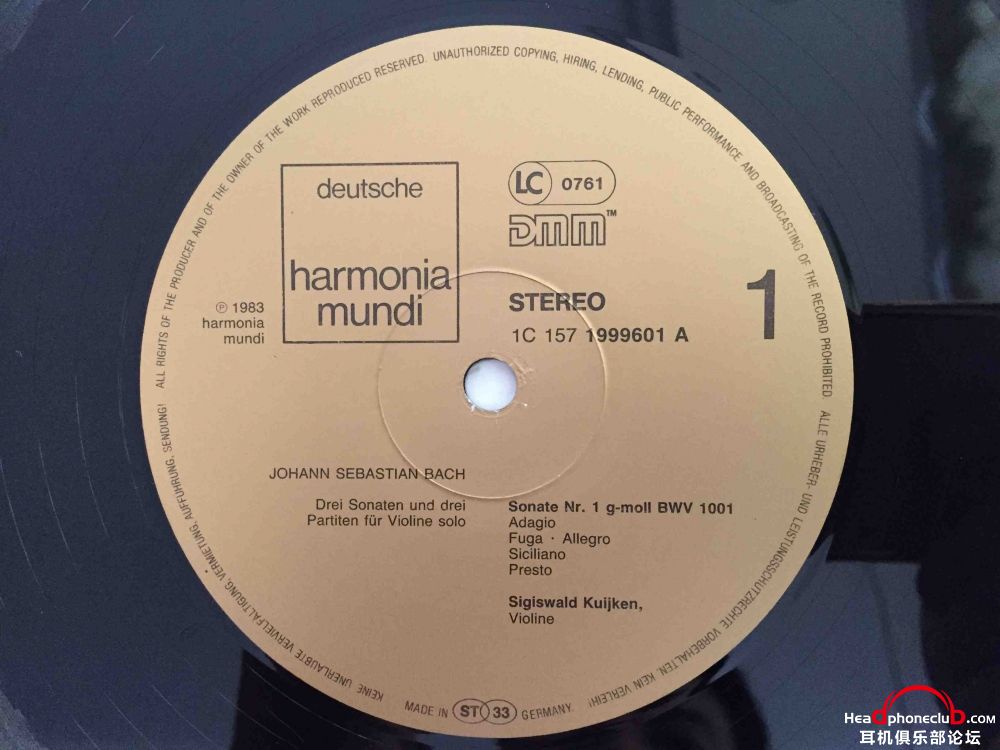 ALL RIGHTS OF THE PRODUCER AND OF THE OWNER OF THE WORK REPRODUCED RESERVED. UNAUTHORIZED COPYING, HIRING, LENDING, PUBLIC PERFORMANCE AND BROADCASTING OF THE RECORD PROHIBITED.
ALLE URHEBER- UND LEISTUNGSSCHUTZRECHTE VORBEHALTEN. KEIN VERLEIH! KEINE UNERLAUBTE VERVIELFÄLTIGUNG, VERMIETUNG, AUFFÜHRUNG, SENDUNG!
deutsche
harmonia
mundi
LC 0761
DMM™
℗ 1983
harmonia
mundi
STEREO
1C 157 1999601 A
1
JOHANN SEBASTIAN BACH
Drei Sonaten und drei
Partiten für Violine solo
Sonate Nr. 1 g-moll BWV 1001
Adagio
Fuga · Allegro
Siciliano
Presto
Sigiswald Kuijken,
Violine
MADE IN ST 33 GERMANY
HeadphoneclubD.com
耳机俱乐部论坛